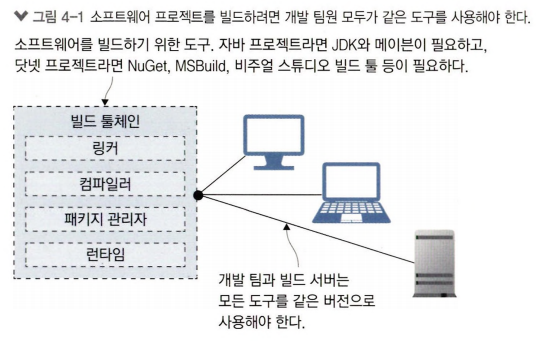 ▼ 그림 4-1 소프트웨어 프로젝트를 빌드하려면 개발 팀원 모두가 같은 도구를 사용해야 한다.
소프트웨어를 빌드하기 위한 도구. 자바 프로젝트라면 JDK와 메이븐이 필요하고,
닷넷 프로젝트라면 NuGet, MSBuild, 비주얼 스튜디오 빌드 툴 등이 필요하다.
빌드 툴체인
링커
컴파일러
패키지 관리자
런타임
개발 팀과 빌드 서버는
모든 도구를 같은 버전으로
사용해야 한다.